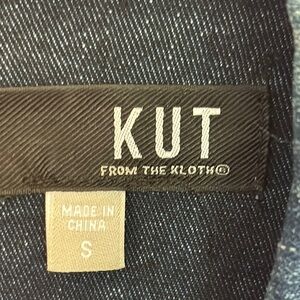 KUT
FROM THE KLOTH®
MADE IN
CHINA
S